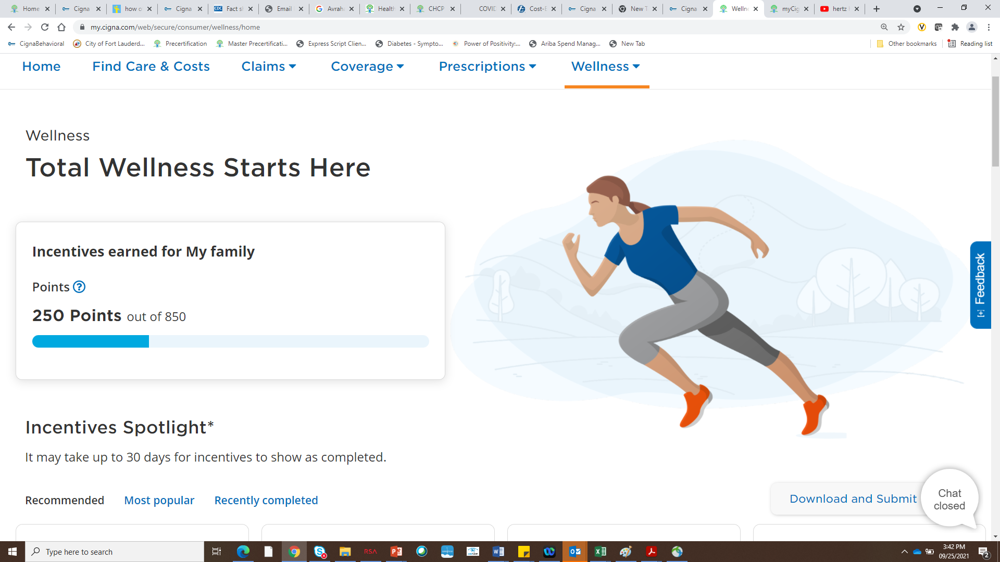 Home
Cigna
how o
Cigna
CDC Fact s
Email
Avrah
Health
CHCP
COVID
Cost-E
Cigna
New T
Cigna
Wellne
myCig
hertz
my.cigna.com/web/secure/consumer/wellness/home
CignaBehavioral
City of Fort Lauderd...
Precertification
Master Precertificati...
Express Script Clien...
Diabetes - Sympto...
Power of Positivity:...
Ariba Spend Manag...
New Tab
Other bookmarks
Reading list
Home
Find Care & Costs
Claims
Coverage
Prescriptions
Wellness
Wellness
Total Wellness Starts Here
Incentives earned for My family
Points ?
250 Points out of 850
[+] Feedback
Incentives Spotlight*
It may take up to 30 days for incentives to show as completed.
Recommended
Most popular
Recently completed
Download and Submit
Chat
closed
Type here to search
RSA
3:42 PM
09/25/2021
2